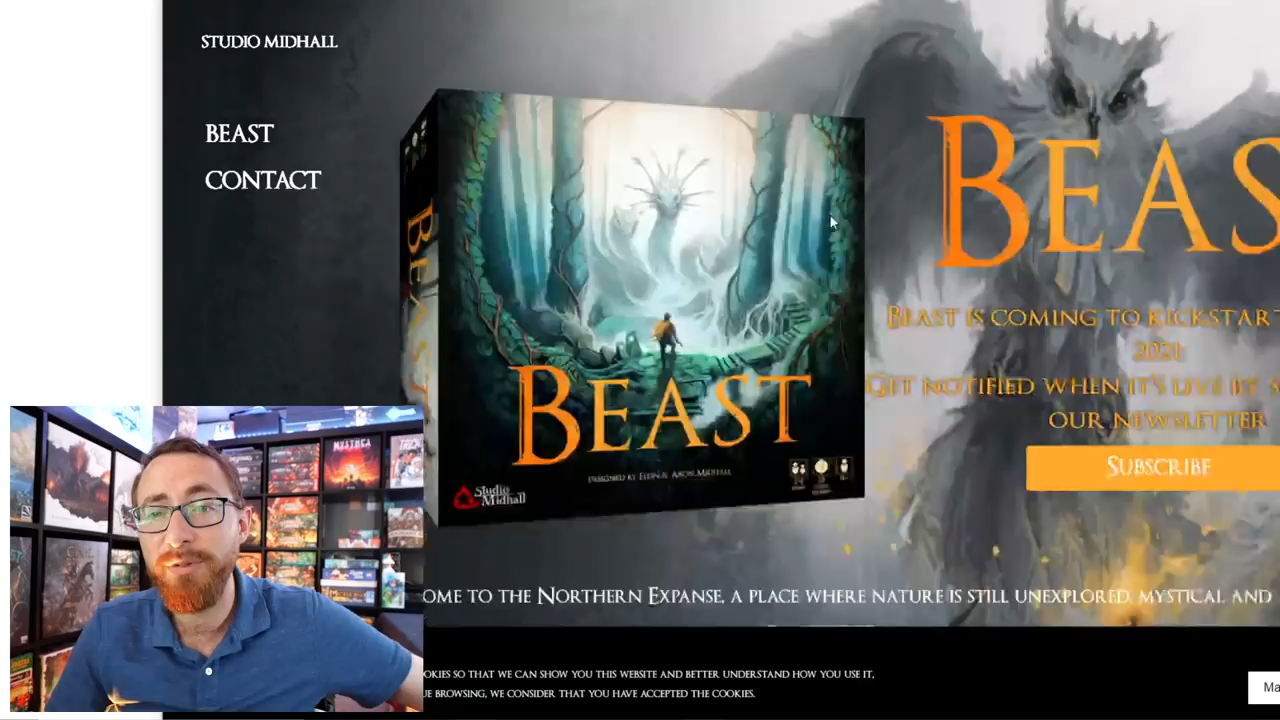 STUDIO MIDHALL
BEAST
CONTACT
BEAST
BEAS
BEAST IS COMING TO KICKSTAR
2021
GET NOTIFIED WHEN IT'S LIVE BY
OUR NEWSLETTER
SUBSCRIBE
BEAST
Studio
Midhall
MYSTHEA
OME TO THE NORTHERN EXPANSE, A PLACE WHERE NATURE IS STILL UNEXPLORED, MYSTICAL AND
OKIES SO THAT WE CAN SHOW YOU THIS WEBSITE AND BETTER UNDERSTAND HOW YOU USE IT,
UE BROWSING, WE CONSIDER THAT YOU HAVE ACCEPTED THE COOKIES.
Ma